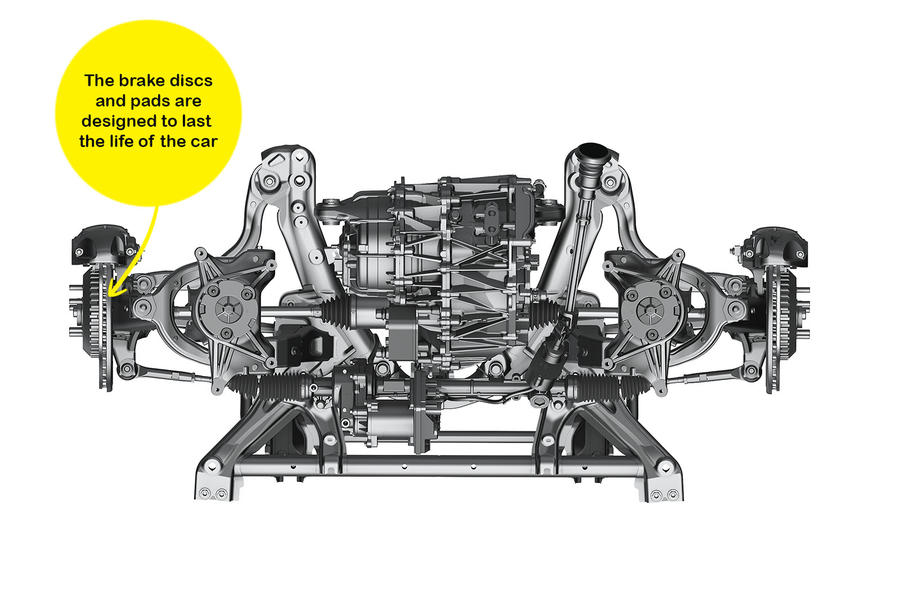 The brake discs
and pads are
designed to last
the life of the car